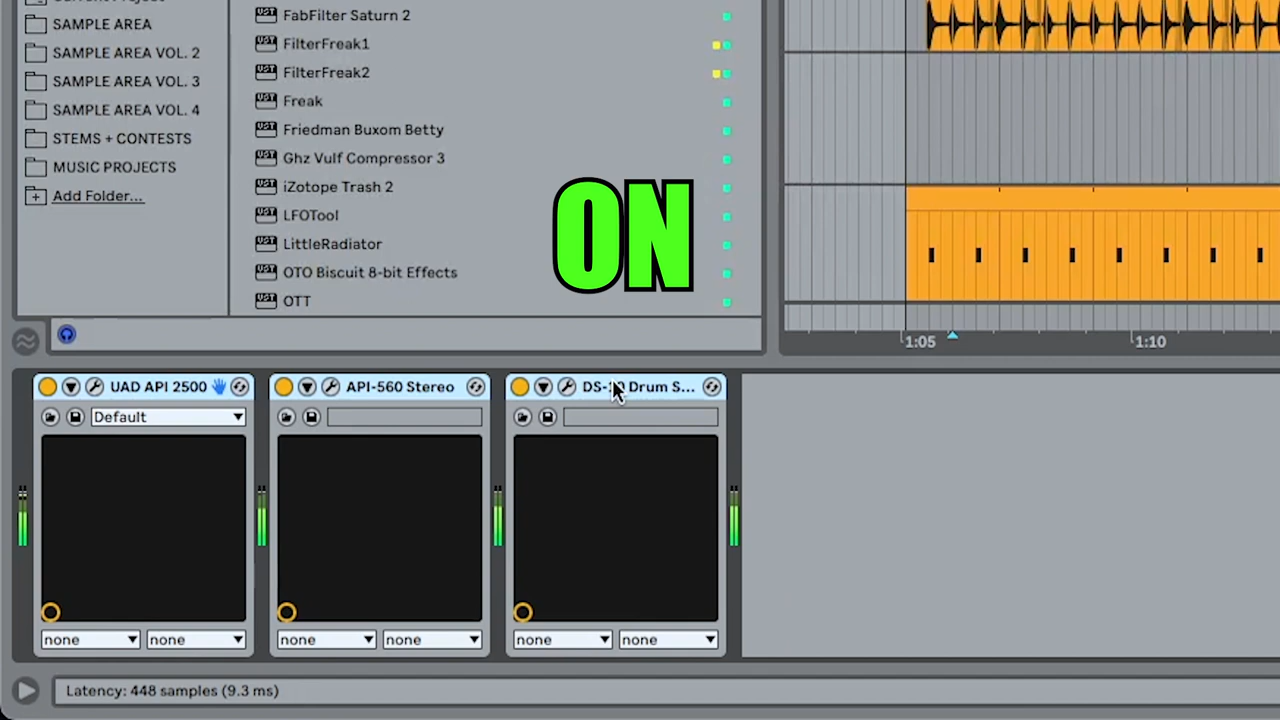 SAMPLE AREA
SAMPLE AREA VOL. 2
SAMPLE AREA VOL. 3
SAMPLE AREA VOL. 4
STEMS + CONTESTS
MUSIC PROJECTS
Add Folder...
FabFilter Saturn 2
FilterFreak1
FilterFreak2
Freak
Friedman Buxom Betty
Ghz Vulf Compressor 3
iZotope Trash 2
LFOTool
LittleRadiator
OTO Biscuit 8-bit Effects
OTT
ON
1:05 1:10
UAD API 2500 API-560 Stereo Drum S...
Default
none none none none none none
Latency: 448 samples (9.3 ms)